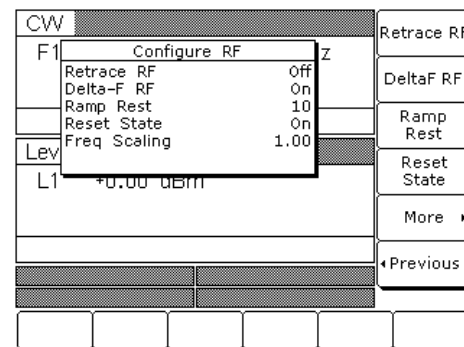 CW
F1
z
Configure RF
Retrace RF Off
Delta-F RF On
Ramp Rest 10
Reset State On
Freq Scaling 1.00
Lev
L1 +0.00 dBm
Retrace RF
DeltaF RF
Ramp
Rest
Reset
State
More
Previous